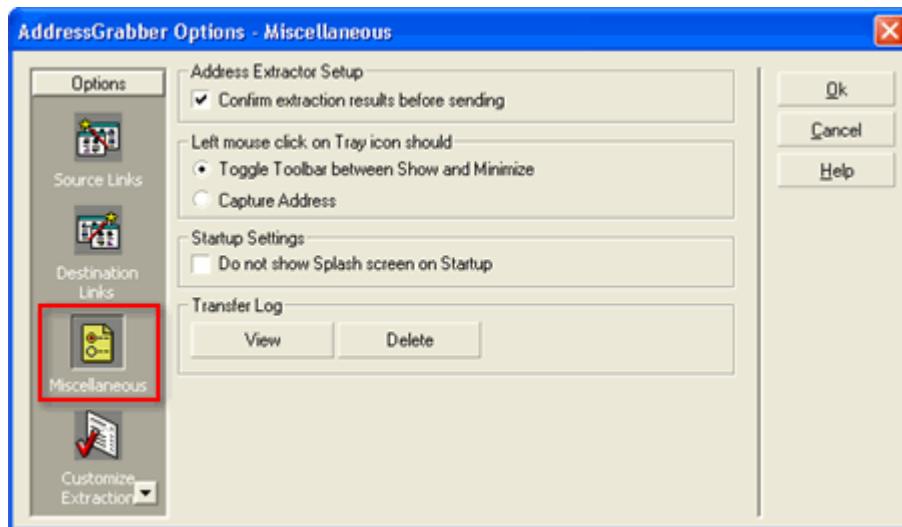 AddressGrabber Options - Miscellaneous
Options
Source Links
Destination
Links
Miscellaneous
Customize
Extraction
Address Extractor Setup
Confirm extraction results before sending
Left mouse click on Tray icon should
Toggle Toolbar between Show and Minimize
Capture Address
Startup Settings
Do not show Splash screen on Startup
Transfer Log
View
Delete
Ok
Cancel
Help